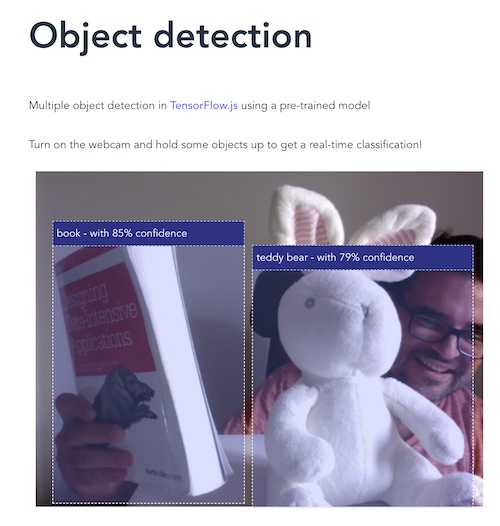 Object detection
Multiple object detection in TensorFlow.js using a pre-trained model
Turn on the webcam and hold some objects up to get a real-time classification!
book - with 85% confidence
teddy bear - with 79% confidence
Designing
Data-Intensive
Applications